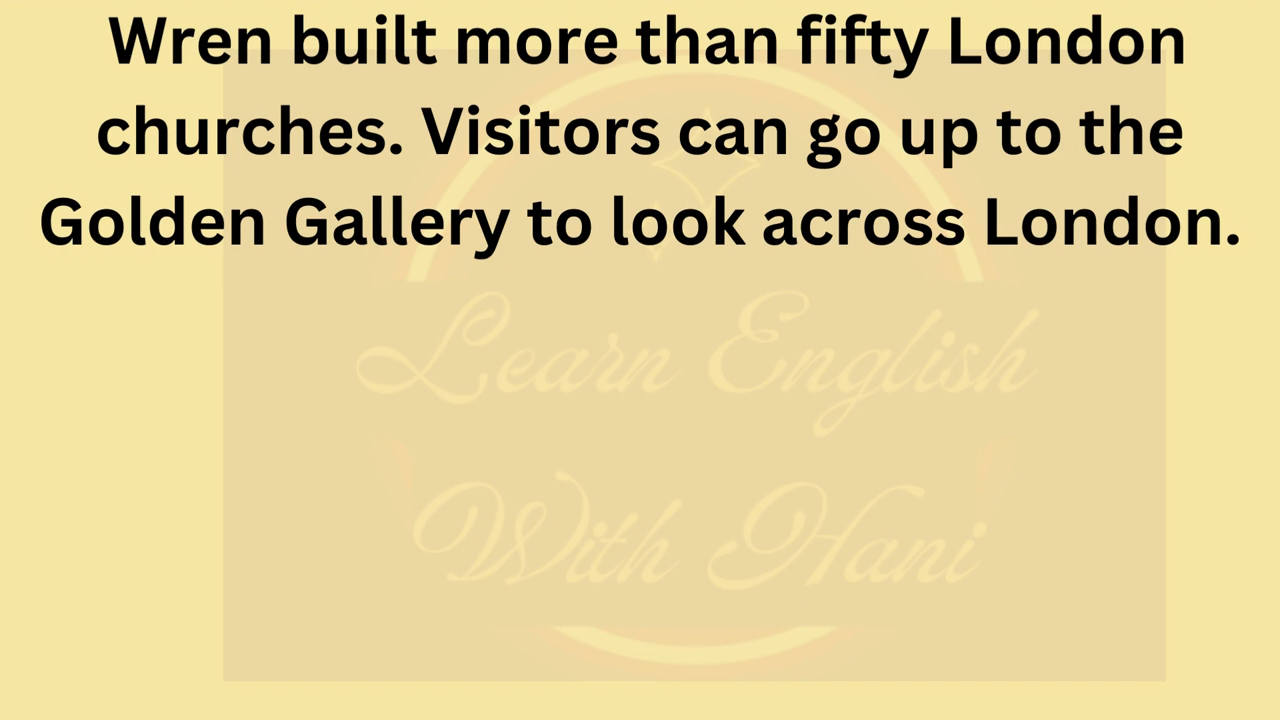 Wren built more than fifty London
churches. Visitors can go up to the
Golden Gallery to look across London.
Learn English
With Hani